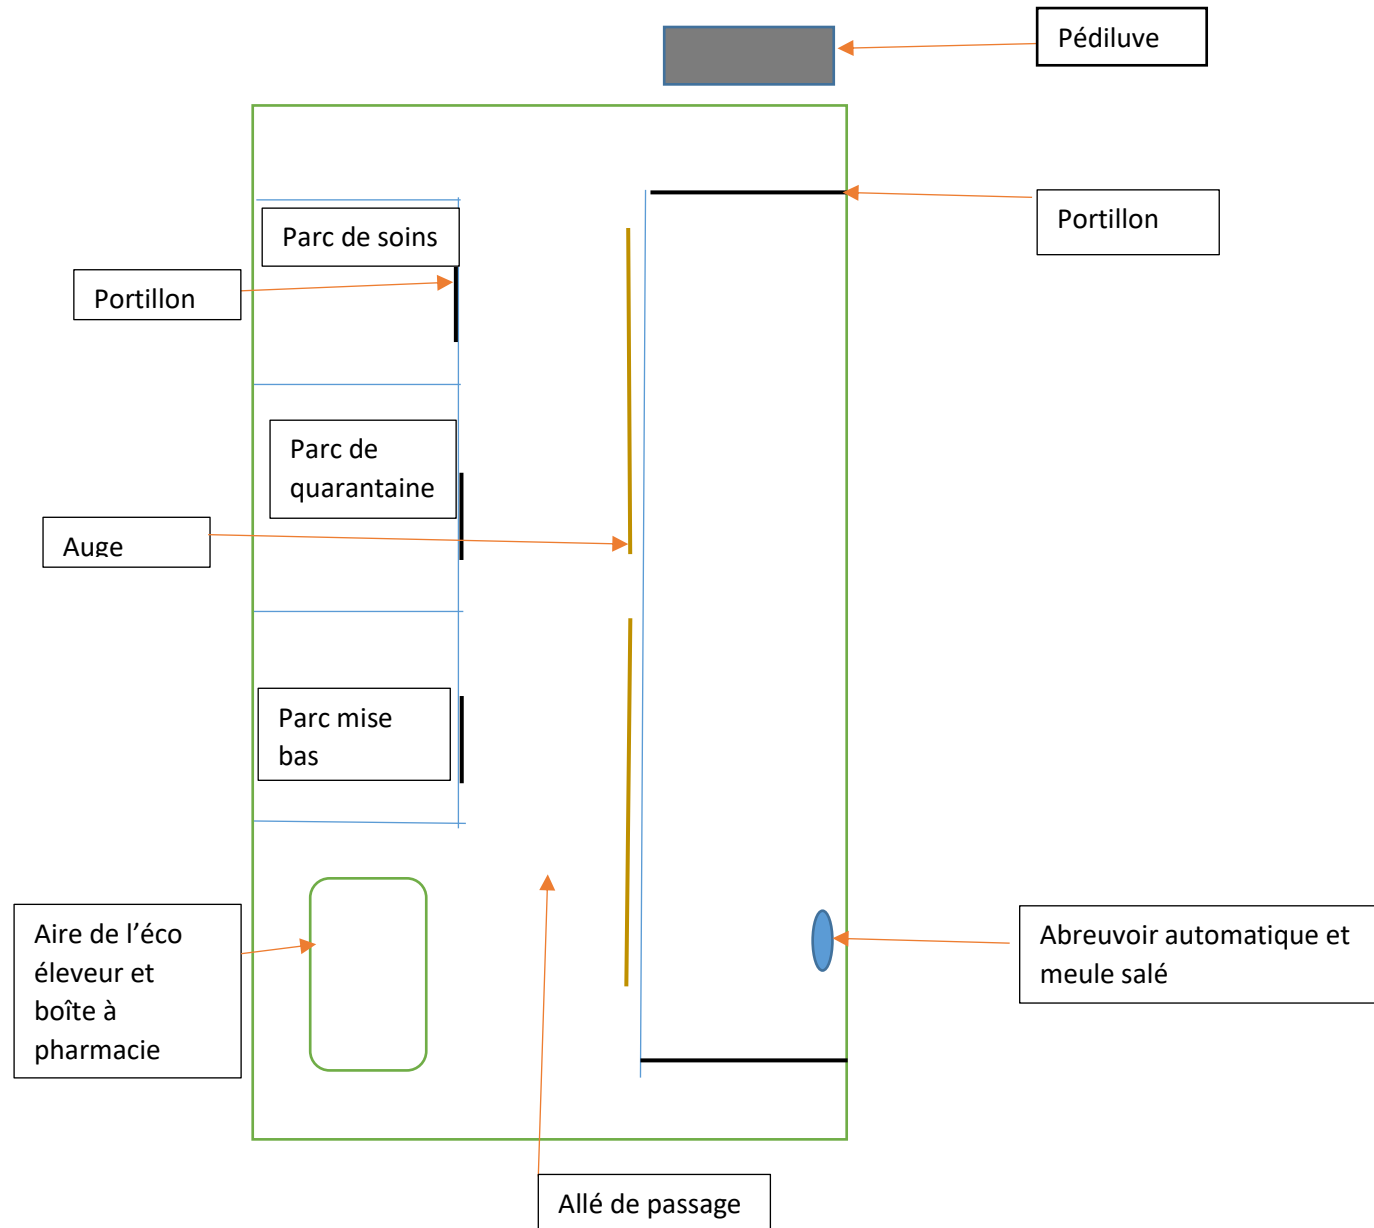 Pédiluve
Portillon
Parc de soins
Portillon
Parc de
quarantaine
Auge
Parc mise
bas
Aire de l’éco
éleveur et
boîte à
pharmacie
Abreuvoir automatique et
meule salé
Allé de passage